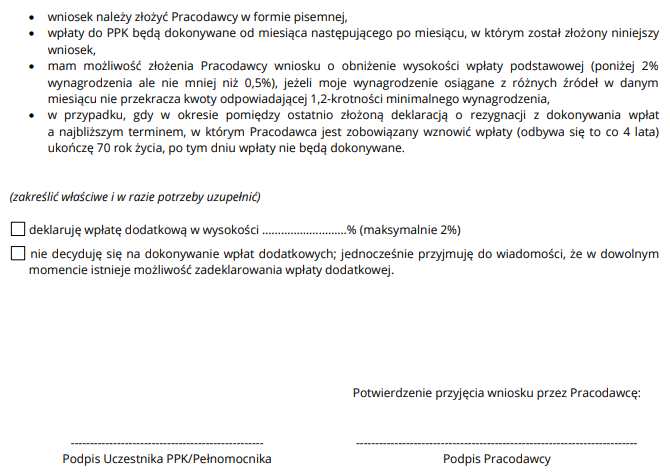 • wniosek należy złożyć Pracodawcy w formie pisemnej,
• wpłaty do PPK będą dokonywane od miesiąca następującego po miesiącu, w którym został złożony niniejszy
wniosek,
• mam możliwość złożenia Pracodawcy wniosku o obniżenie wysokości wpłaty podstawowej (poniżej 2%
wynagrodzenia ale nie mniej niż 0,5%), jeżeli moje wynagrodzenie osiągane z różnych źródeł w danym
miesiącu nie przekracza kwoty odpowiadającej 1,2-krotności minimalnego wynagrodzenia,
• w przypadku, gdy w okresie pomiędzy ostatnio złożoną deklaracją o rezygnacji z dokonywania wpłat
a najbliższym terminem, w którym Pracodawca jest zobowiązany wznowić wpłaty (odbywa się to co 4 lata)
ukończę 70 rok życia, po tym dniu wpłaty nie będą dokonywane.
(zakreślić właściwe i w razie potrzeby uzupełnić)
deklaruję wpłatę dodatkową w wysokości ...........................% (maksymalnie 2%)
nie decyduję się na dokonywanie wpłat dodatkowych; jednocześnie przyjmuję do wiadomości, że w dowolnym
momencie istnieje możliwość zadeklarowania wpłaty dodatkowej.
Potwierdzenie przyjęcia wniosku przez Pracodawcę:
--------------------------------------------------- --------------------------------------------------------------------------
Podpis Uczestnika PPK/Pełnomocnika Podpis Pracodawcy